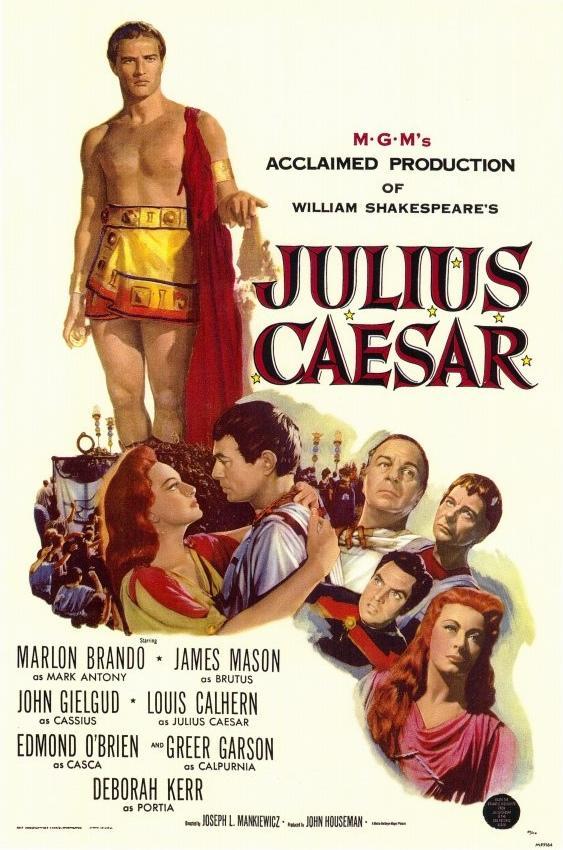 M·G·M's
ACCLAIMED PRODUCTION
OF
WILLIAM SHAKESPEARE'S
JULIUS
CAESAR
Starring
MARLON BRANDO ★ JAMES MASON
as MARK ANTONY as BRUTUS
JOHN GIELGUD ★ LOUIS CALHERN
as CASSIUS as JULIUS CAESAR
EDMOND O'BRIEN AND GREER GARSON
as CASCA as CALPURNIA
DEBORAH KERR
as PORTIA
Directed by JOSEPH L. MANKIEWICZ · Produced by JOHN HOUSEMAN ·